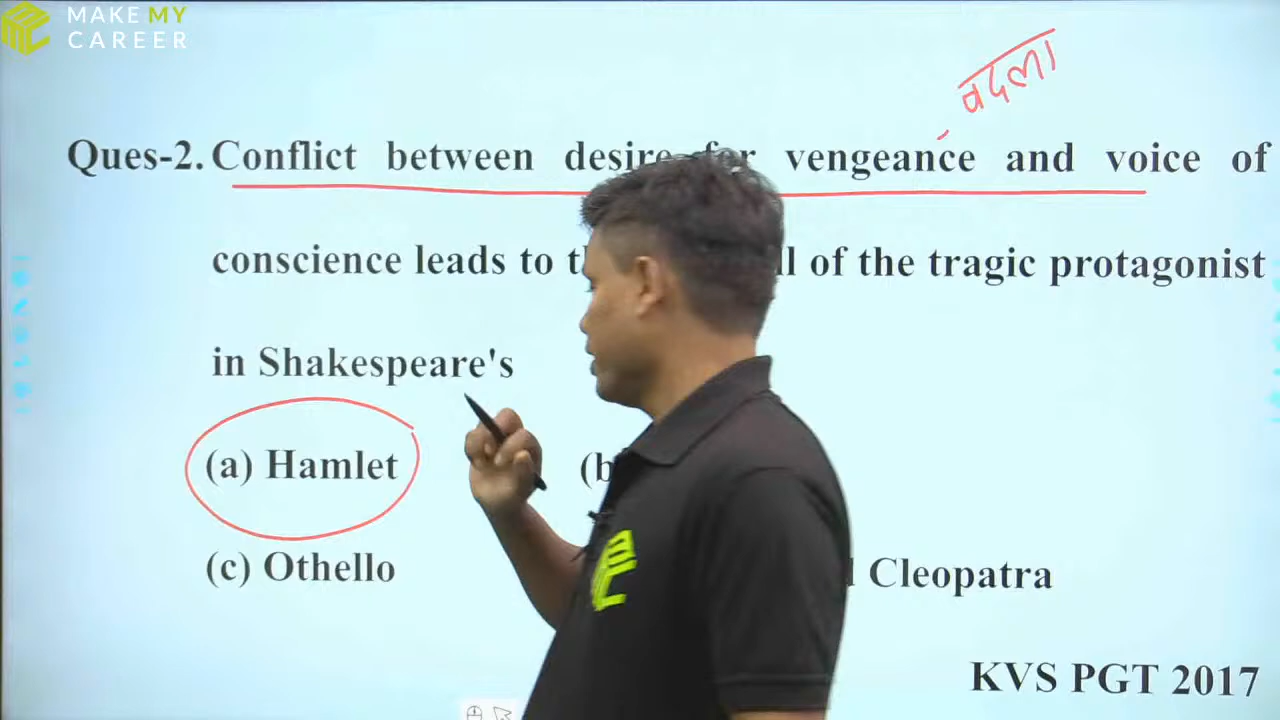 MAKE MY
CAREER
बदला
Ques-2. Conflict between desire for vengeance and voice of
conscience leads to of the tragic protagonist
in Shakespeare's
(a) Hamlet (b
(c) Othello Cleopatra
KVS PGT 2017